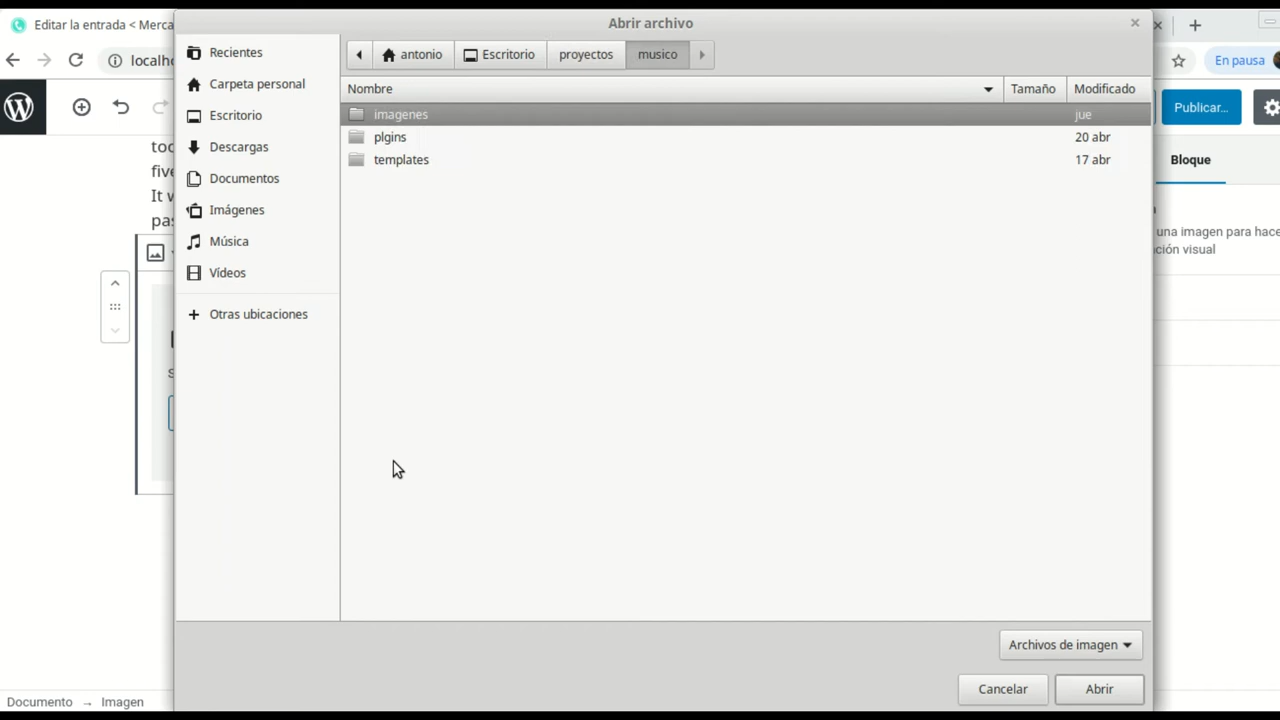 Editar la entrada < Merca
Abrir archivo
localho
En pausa
Recientes
Carpeta personal
Escritorio
Descargas
Documentos
Imágenes
Música
Vídeos
Otras ubicaciones
antonio
Escritorio
proyectos
musico
Nombre
Tamaño
Modificado
imagenes
jue
plgins
20 abr
templates
17 abr
Publicar...
Bloque
una imagen para hace
ción visual
five
It w
pas
Archivos de imagen
Cancelar
Abrir
Documento → Imagen